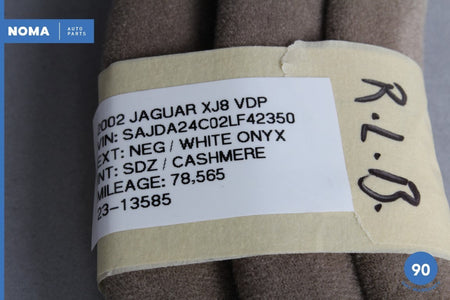 NOMA AUTO PARTS
2002 JAGUAR XJ8 VDP
VIN: SAJDA24C02LF42350
EXT: NEG / WHITE ONYX
INT: SDZ / CASHMERE
MILEAGE: 78,565
23-13585
R.L.B.
90